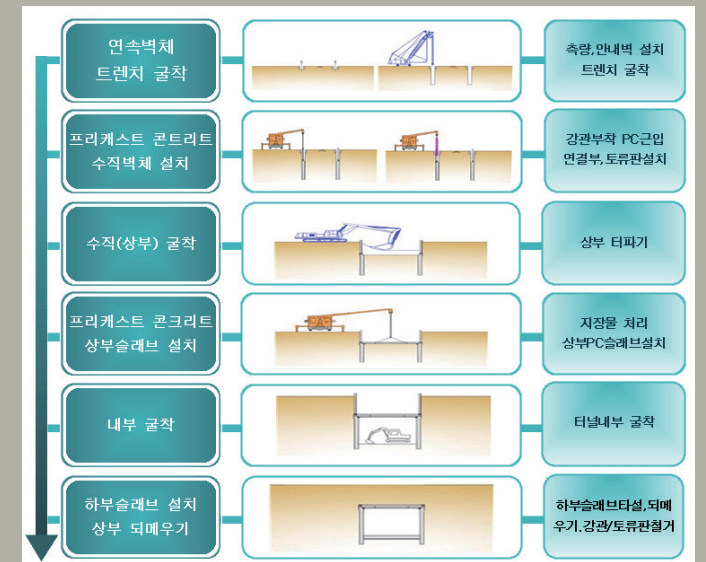 연속벽체
트렌치 굴착
측량,안내벽 설치
트렌치 굴착
프리캐스트 콘트리트
수직벽체 설치
강관부착 PC근입
연결부,토류판설치
수직(상부) 굴착
상부 터파기
프리캐스트 콘크리트
상부슬래브 설치
지장물 처리
상부PC슬래브설치
내부 굴착
터널내부 굴착
하부슬래브 설치
상부 되메우기
하부슬래브타설,되메
우기.강관/토류판철거